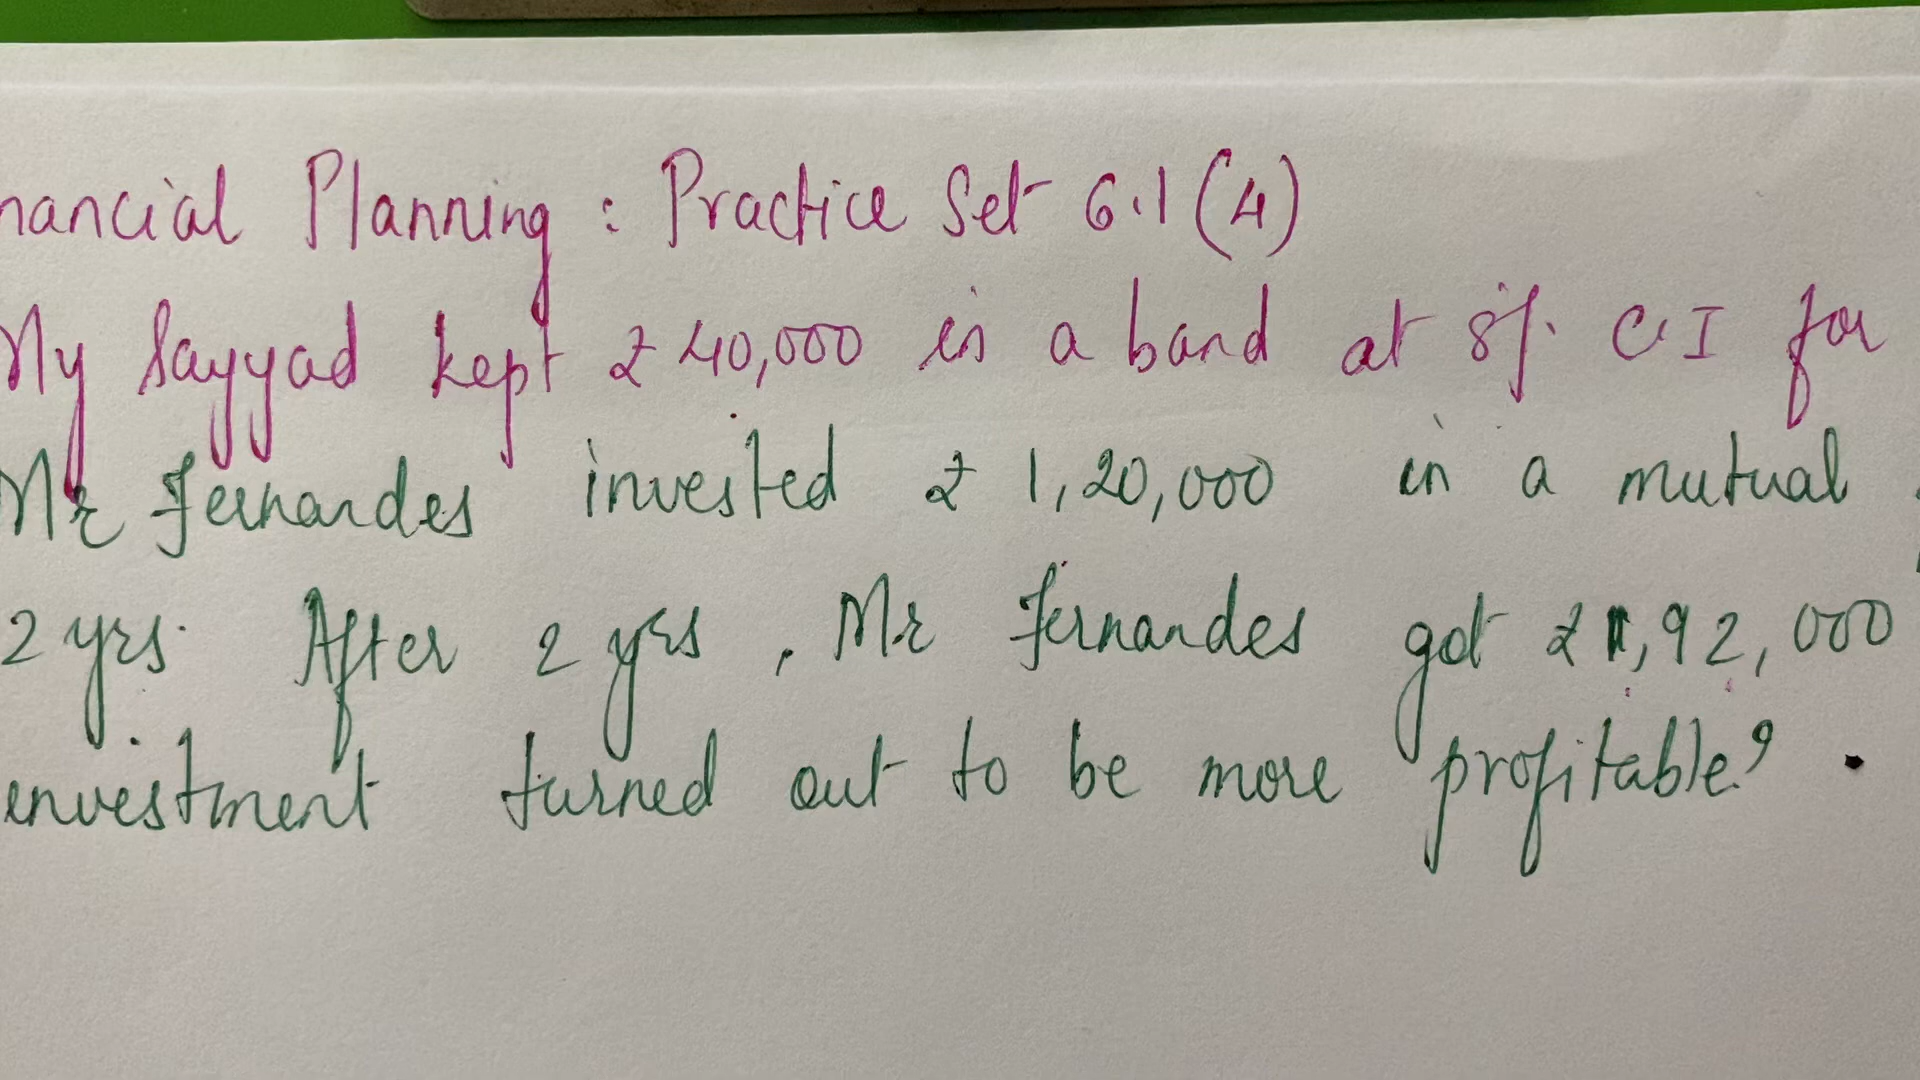 nancial Planning : Practice Set 6.1 (4)
My Sayyad kept ₹ 40,000 in a band at 8% C.I for
Mr Fernandes invested ₹ 1,20,000 in a mutual
2 yrs. After 2 yrs, Mr Fernandes got ₹ 1,92,000
investment turned out to be more profitable?